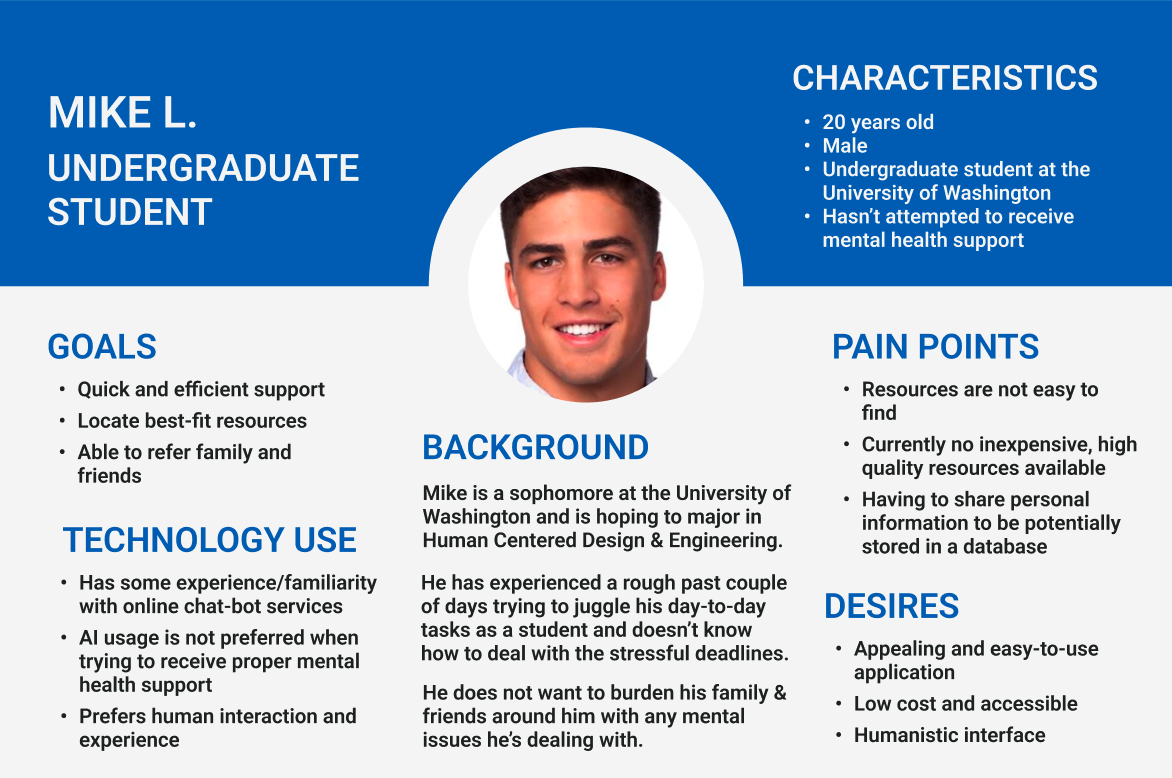 MIKE L.
UNDERGRADUATE
STUDENT
CHARACTERISTICS
• 20 years old
• Male
• Undergraduate student at the
University of Washington
• Hasn’t attempted to receive
mental health support
GOALS
• Quick and efficient support
• Locate best-fit resources
• Able to refer family and
friends
TECHNOLOGY USE
• Has some experience/familiarity
with online chat-bot services
• AI usage is not preferred when
trying to receive proper mental
health support
• Prefers human interaction and
experience
BACKGROUND
Mike is a sophomore at the University of
Washington and is hoping to major in
Human Centered Design & Engineering.
He has experienced a rough past couple
of days trying to juggle his day-to-day
tasks as a student and doesn’t know
how to deal with the stressful deadlines.
He does not want to burden his family &
friends around him with any mental
issues he’s dealing with.
PAIN POINTS
• Resources are not easy to
find
• Currently no inexpensive, high
quality resources available
• Having to share personal
information to be potentially
stored in a database
DESIRES
• Appealing and easy-to-use
application
• Low cost and accessible
• Humanistic interface